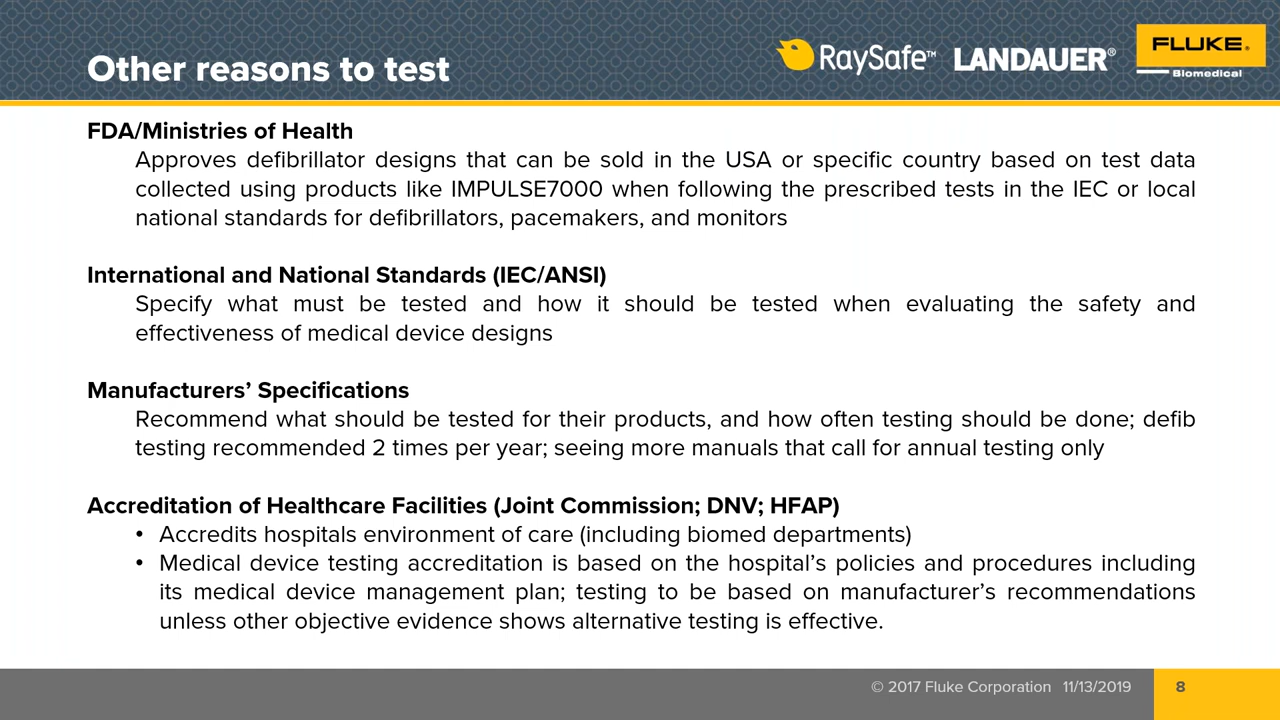 Other reasons to test
RaySafe™ LANDAUER® FLUKE®
Biomedical
FDA/Ministries of Health
Approves defibrillator designs that can be sold in the USA or specific country based on test data
collected using products like IMPULSE7000 when following the prescribed tests in the IEC or local
national standards for defibrillators, pacemakers, and monitors
International and National Standards (IEC/ANSI)
Specify what must be tested and how it should be tested when evaluating the safety and
effectiveness of medical device designs
Manufacturers’ Specifications
Recommend what should be tested for their products, and how often testing should be done; defib
testing recommended 2 times per year; seeing more manuals that call for annual testing only
Accreditation of Healthcare Facilities (Joint Commission; DNV; HFAP)
• Accredits hospitals environment of care (including biomed departments)
• Medical device testing accreditation is based on the hospital’s policies and procedures including
its medical device management plan; testing to be based on manufacturer’s recommendations
unless other objective evidence shows alternative testing is effective.
© 2017 Fluke Corporation 11/13/2019 8